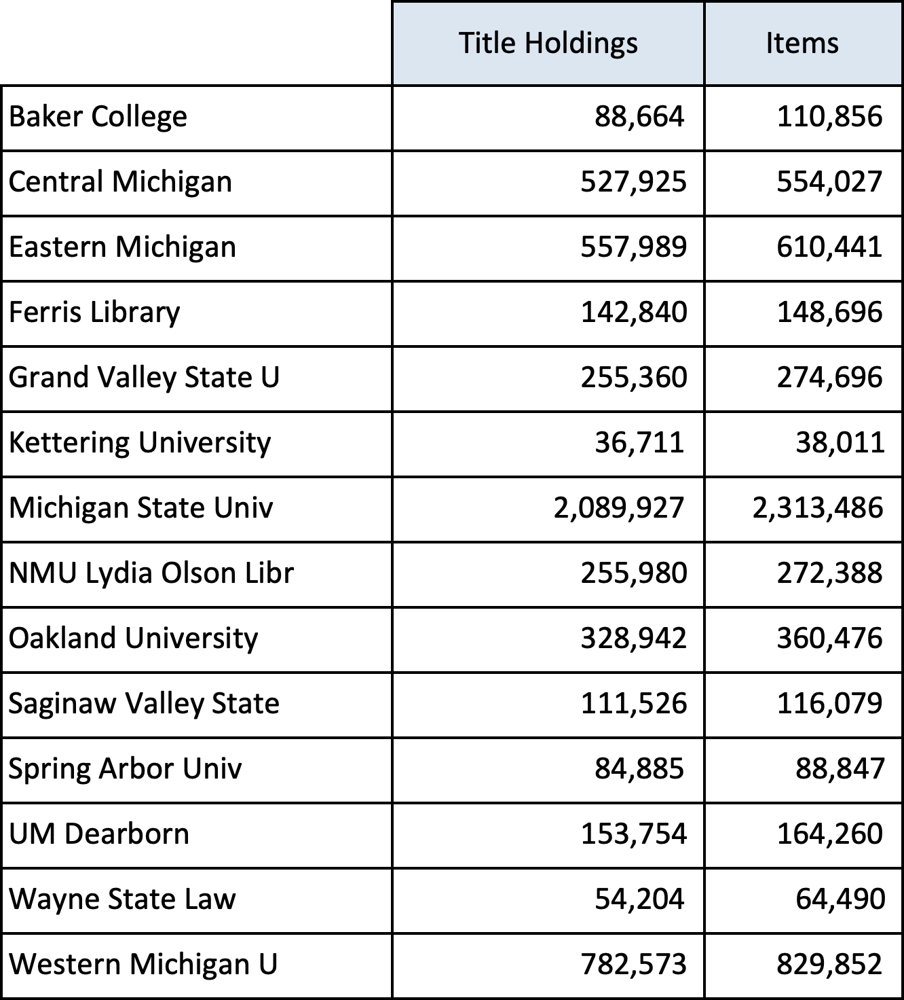 Title Holdings Items
Baker College 88,664 110,856
Central Michigan 527,925 554,027
Eastern Michigan 557,989 610,441
Ferris Library 142,840 148,696
Grand Valley State U 255,360 274,696
Kettering University 36,711 38,011
Michigan State Univ 2,089,927 2,313,486
NMU Lydia Olson Libr 255,980 272,388
Oakland University 328,942 360,476
Saginaw Valley State 111,526 116,079
Spring Arbor Univ 84,885 88,847
UM Dearborn 153,754 164,260
Wayne State Law 54,204 64,490
Western Michigan U 782,573 829,852